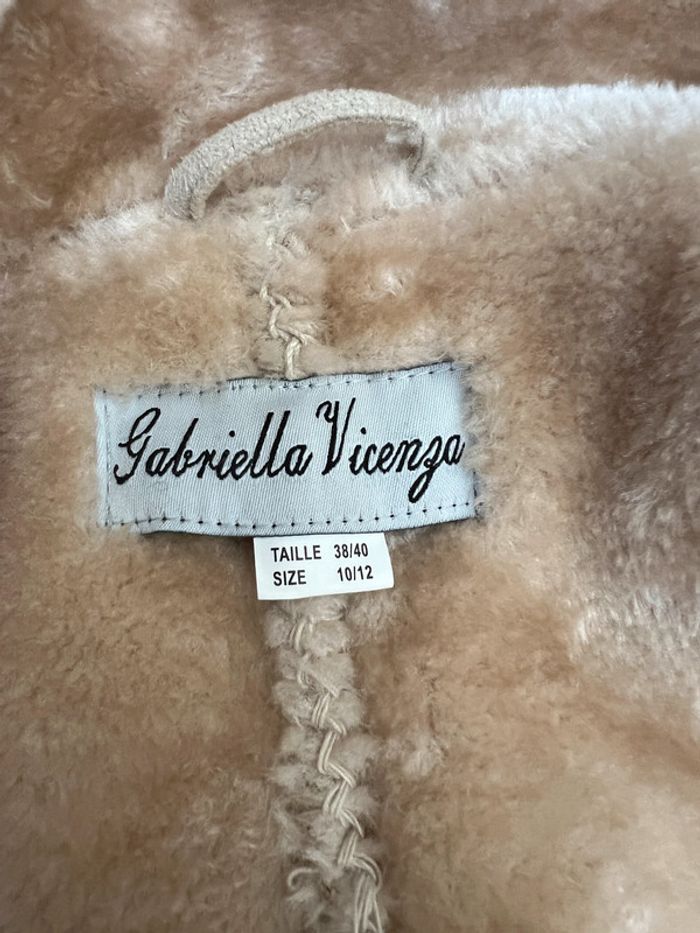 Gabriella Vicenza
TAILLE 38/40
SIZE 10/12